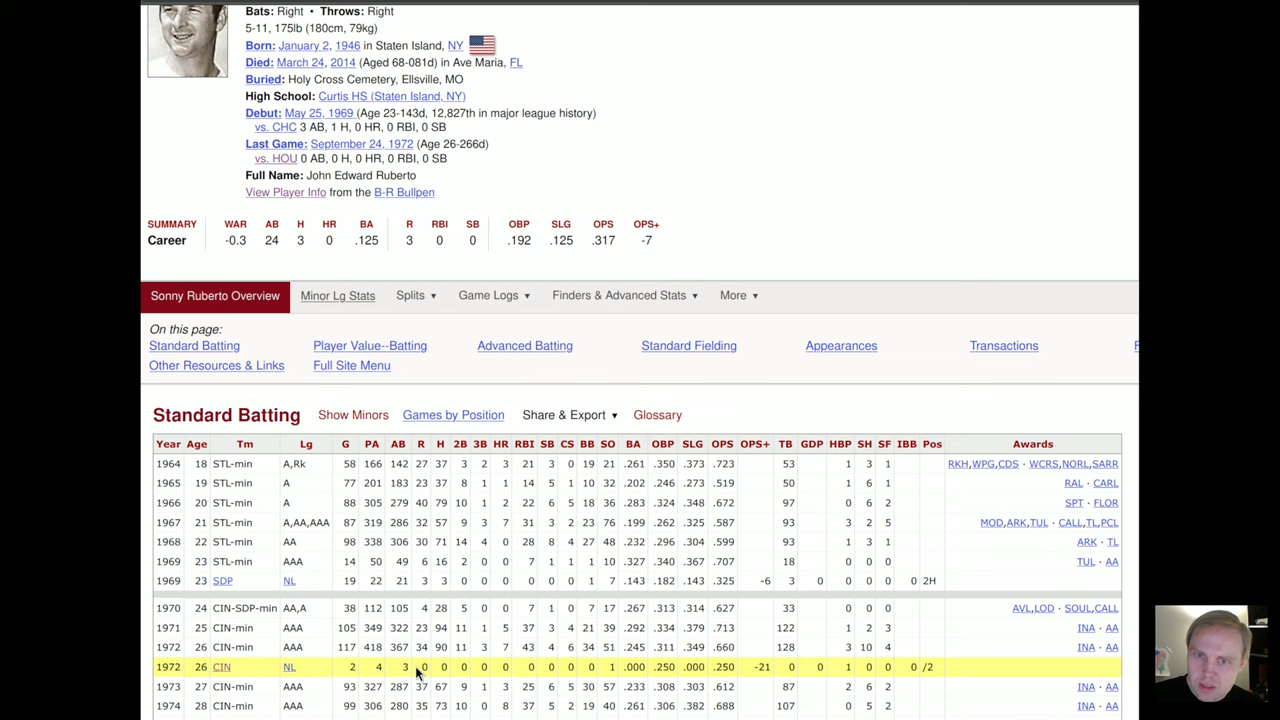 Bats: Right • Throws: Right
5-11, 175lb (180cm, 79kg)
Born: January 2, 1946 in Staten Island, NY
Died: March 24, 2014 (Aged 68-081d) in Ave Maria, FL
Buried: Holy Cross Cemetery, Ellsville, MO
High School: Curtis HS (Staten Island, NY)
Debut: May 25, 1969 (Age 23-143d, 12,827th in major league history)
vs. CHC 3 AB, 1 H, 0 HR, 0 RBI, 0 SB
Last Game: September 24, 1972 (Age 26-266d)
vs. HOU 0 AB, 0 H, 0 HR, 0 RBI, 0 SB
Full Name: John Edward Ruberto
View Player Info from the B-R Bullpen
SUMMARY WAR AB H HR BA R RBI SB OBP SLG OPS OPS+
Career -0.3 24 3 0 .125 3 0 0 .192 .125 .317 -7
Sonny Ruberto Overview Minor Lg Stats Splits ▼ Game Logs ▼ Finders & Advanced Stats ▼ More ▼
On this page:
Standard Batting Player Value--Batting Advanced Batting Standard Fielding Appearances Transactions F
Other Resources & Links Full Site Menu
Standard Batting Show Minors Games by Position Share & Export ▼ Glossary
Year Age Tm Lg G PA AB R H 2B 3B HR RBI SB CS BB SO BA OBP SLG OPS OPS+ TB GDP HBP SH SF IBB Pos Awards
1964 18 STL-min A,Rk 58 166 142 27 37 3 2 3 21 3 0 19 21 .261 .350 .373 .723 53 1 3 1 RKH,WPG,CDS · WCRS,NORL,SARR
1965 19 STL-min A 77 201 183 23 37 8 1 1 14 5 1 10 32 .202 .246 .273 .519 50 1 6 1 RAL · CARL
1966 20 STL-min A 88 305 279 40 79 10 1 2 22 6 5 18 36 .283 .324 .348 .672 97 0 6 2 SPT · FLOR
1967 21 STL-min A,AA,AAA 87 319 286 32 57 9 3 7 31 3 2 23 76 .199 .262 .325 .587 93 3 2 5 MOD,ARK,TUL · CALL,TL,PCL
1968 22 STL-min AA 98 338 306 30 71 14 4 0 28 8 4 27 48 .232 .296 .304 .599 93 1 3 1 ARK · TL
1969 23 STL-min AAA 14 50 49 6 16 2 0 0 7 1 1 1 10 .327 .340 .367 .707 18 0 0 0 TUL · AA
1969 23 SDP NL 19 22 21 3 3 0 0 0 0 0 0 1 7 .143 .182 .143 .325 -6 3 0 0 0 0 0 2H
1970 24 CIN-SDP-min AA,A 38 112 105 4 28 5 0 0 7 1 0 7 17 .267 .313 .314 .627 33 0 0 0 AVL,LOD · SOUL,CALL
1971 25 CIN-min AAA 105 349 322 23 94 11 1 5 37 3 4 21 39 .292 .334 .379 .713 122 1 2 3 INA · AA
1972 26 CIN-min AAA 117 418 367 34 90 11 3 7 43 4 6 34 51 .245 .311 .349 .660 128 3 10 4 INA · AA
1972 26 CIN NL 2 4 3 0 0 0 0 0 0 0 0 0 1 .000 .250 .000 .250 -21 0 0 1 0 0 0 /2
1973 27 CIN-min AAA 93 327 287 37 67 9 1 3 25 6 5 30 57 .233 .308 .303 .612 87 2 6 2 INA · AA
1974 28 CIN-min AAA 99 306 280 35 73 10 0 8 37 5 2 19 40 .261 .306 .382 .688 107 0 5 2 INA · AA